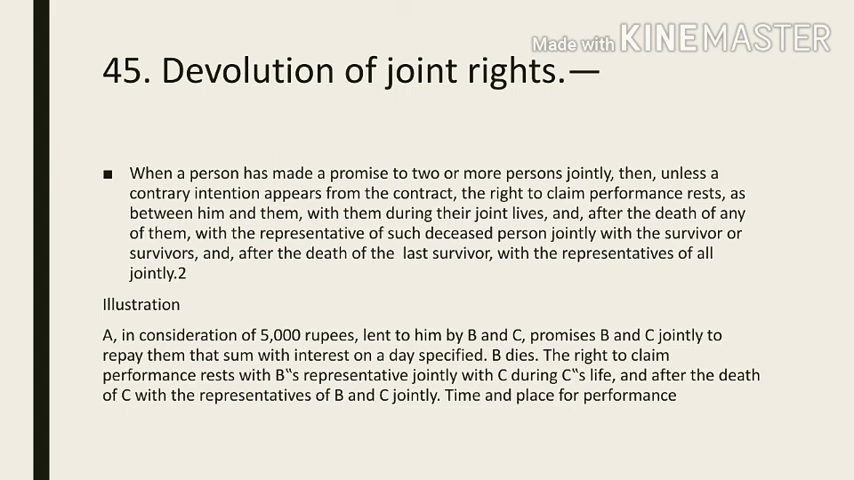 Made with KINEMASTER
45. Devolution of joint rights.—
■ When a person has made a promise to two or more persons jointly, then, unless a
contrary intention appears from the contract, the right to claim performance rests, as
between him and them, with them during their joint lives, and, after the death of any
of them, with the representative of such deceased person jointly with the survivor or
survivors, and, after the death of the last survivor, with the representatives of all
jointly.2
Illustration
A, in consideration of 5,000 rupees, lent to him by B and C, promises B and C jointly to
repay them that sum with interest on a day specified. B dies. The right to claim
performance rests with B‟s representative jointly with C during C‟s life, and after the death
of C with the representatives of B and C jointly. Time and place for performance